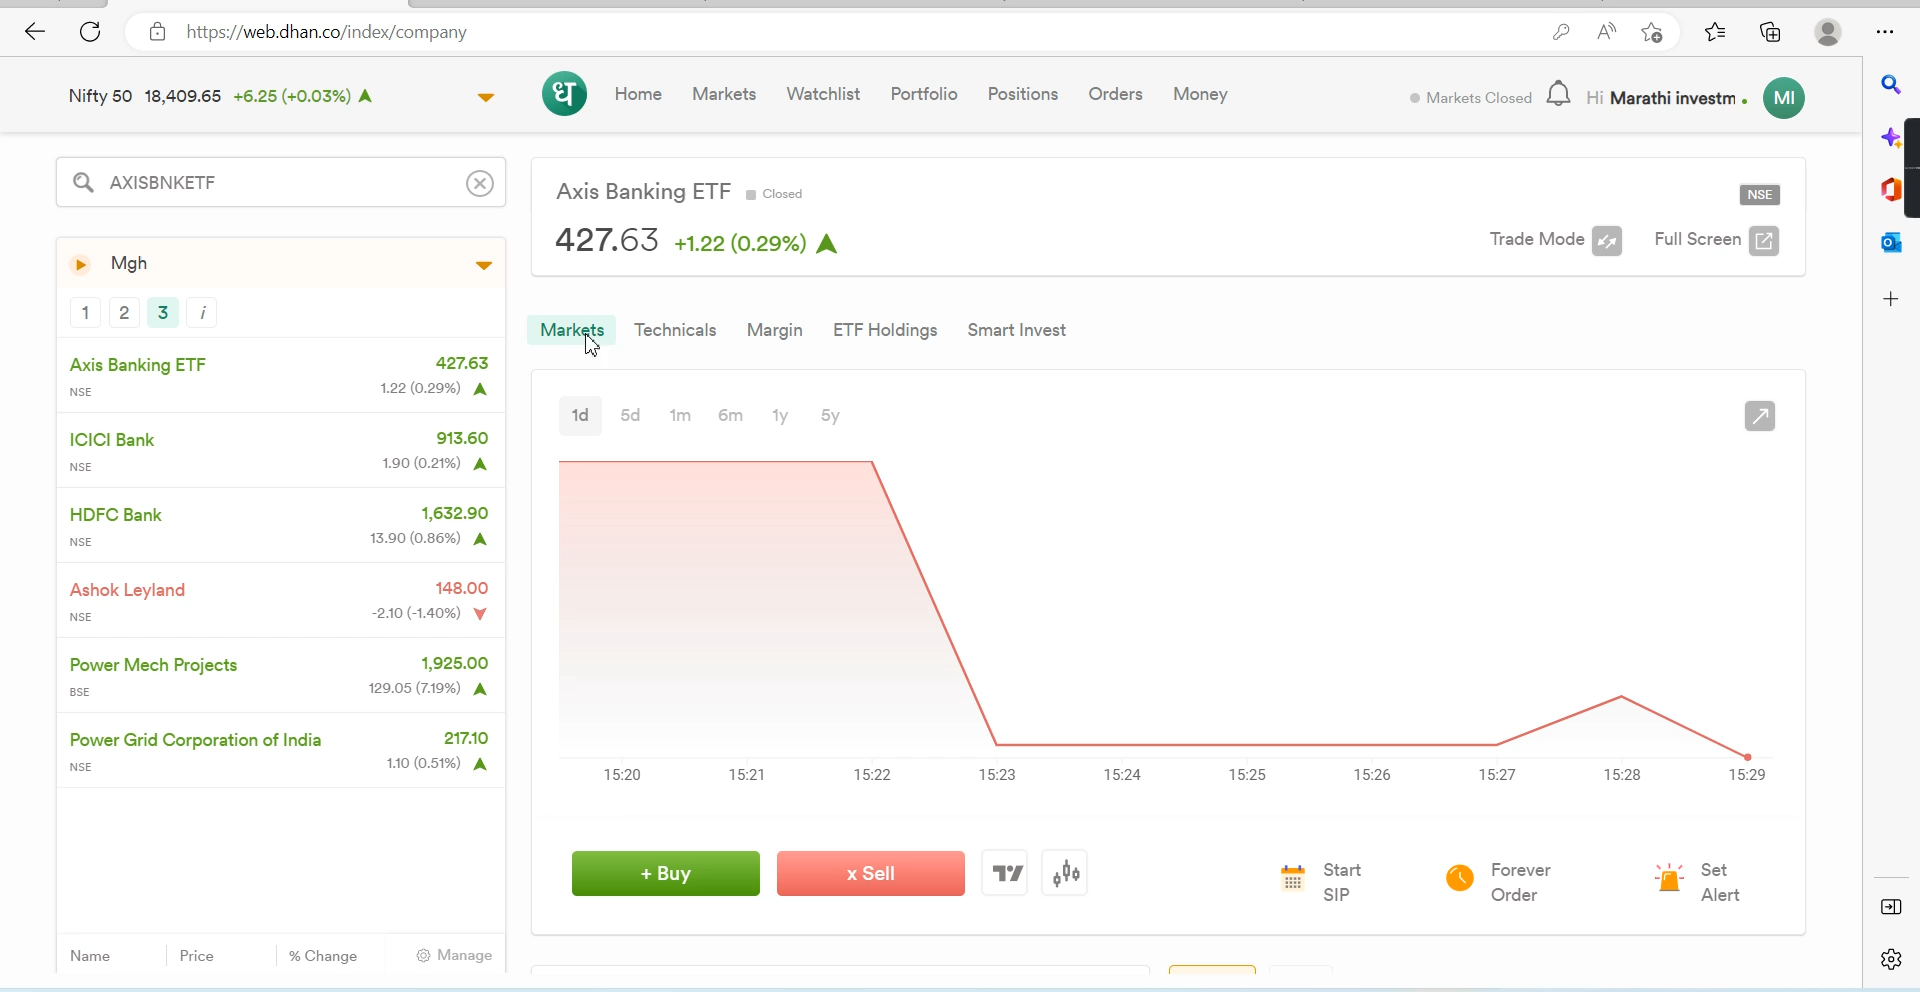 https://web.dhan.co/index/company
Nifty 50 18,409.65 +6.25 (+0.03%)
ध
Home Markets Watchlist Portfolio Positions Orders Money
Markets Closed
Hi Marathi investm
MI
AXISBNKETF
Mgh
1 2 3 i
Axis Banking ETF 427.63
NSE 1.22 (0.29%)
ICICI Bank 913.60
NSE 1.90 (0.21%)
HDFC Bank 1,632.90
NSE 13.90 (0.86%)
Ashok Leyland 148.00
NSE -2.10 (-1.40%)
Power Mech Projects 1,925.00
BSE 129.05 (7.19%)
Power Grid Corporation of India 217.10
NSE 1.10 (0.51%)
Name Price % Change Manage
Axis Banking ETF Closed
NSE
427.63 +1.22 (0.29%)
Trade Mode Full Screen
Markets Technicals Margin ETF Holdings Smart Invest
1d 5d 1m 6m 1y 5y
15:20 15:21 15:22 15:23 15:24 15:25 15:26 15:27 15:28 15:29
+ Buy x Sell
Start
SIP
Forever
Order
Set
Alert